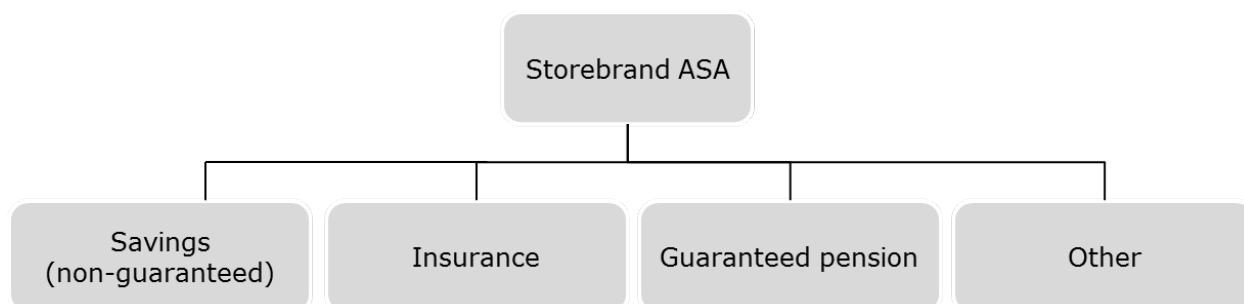 Storebrand ASA
Savings
(non-guaranteed)
Insurance
Guaranteed pension
Other